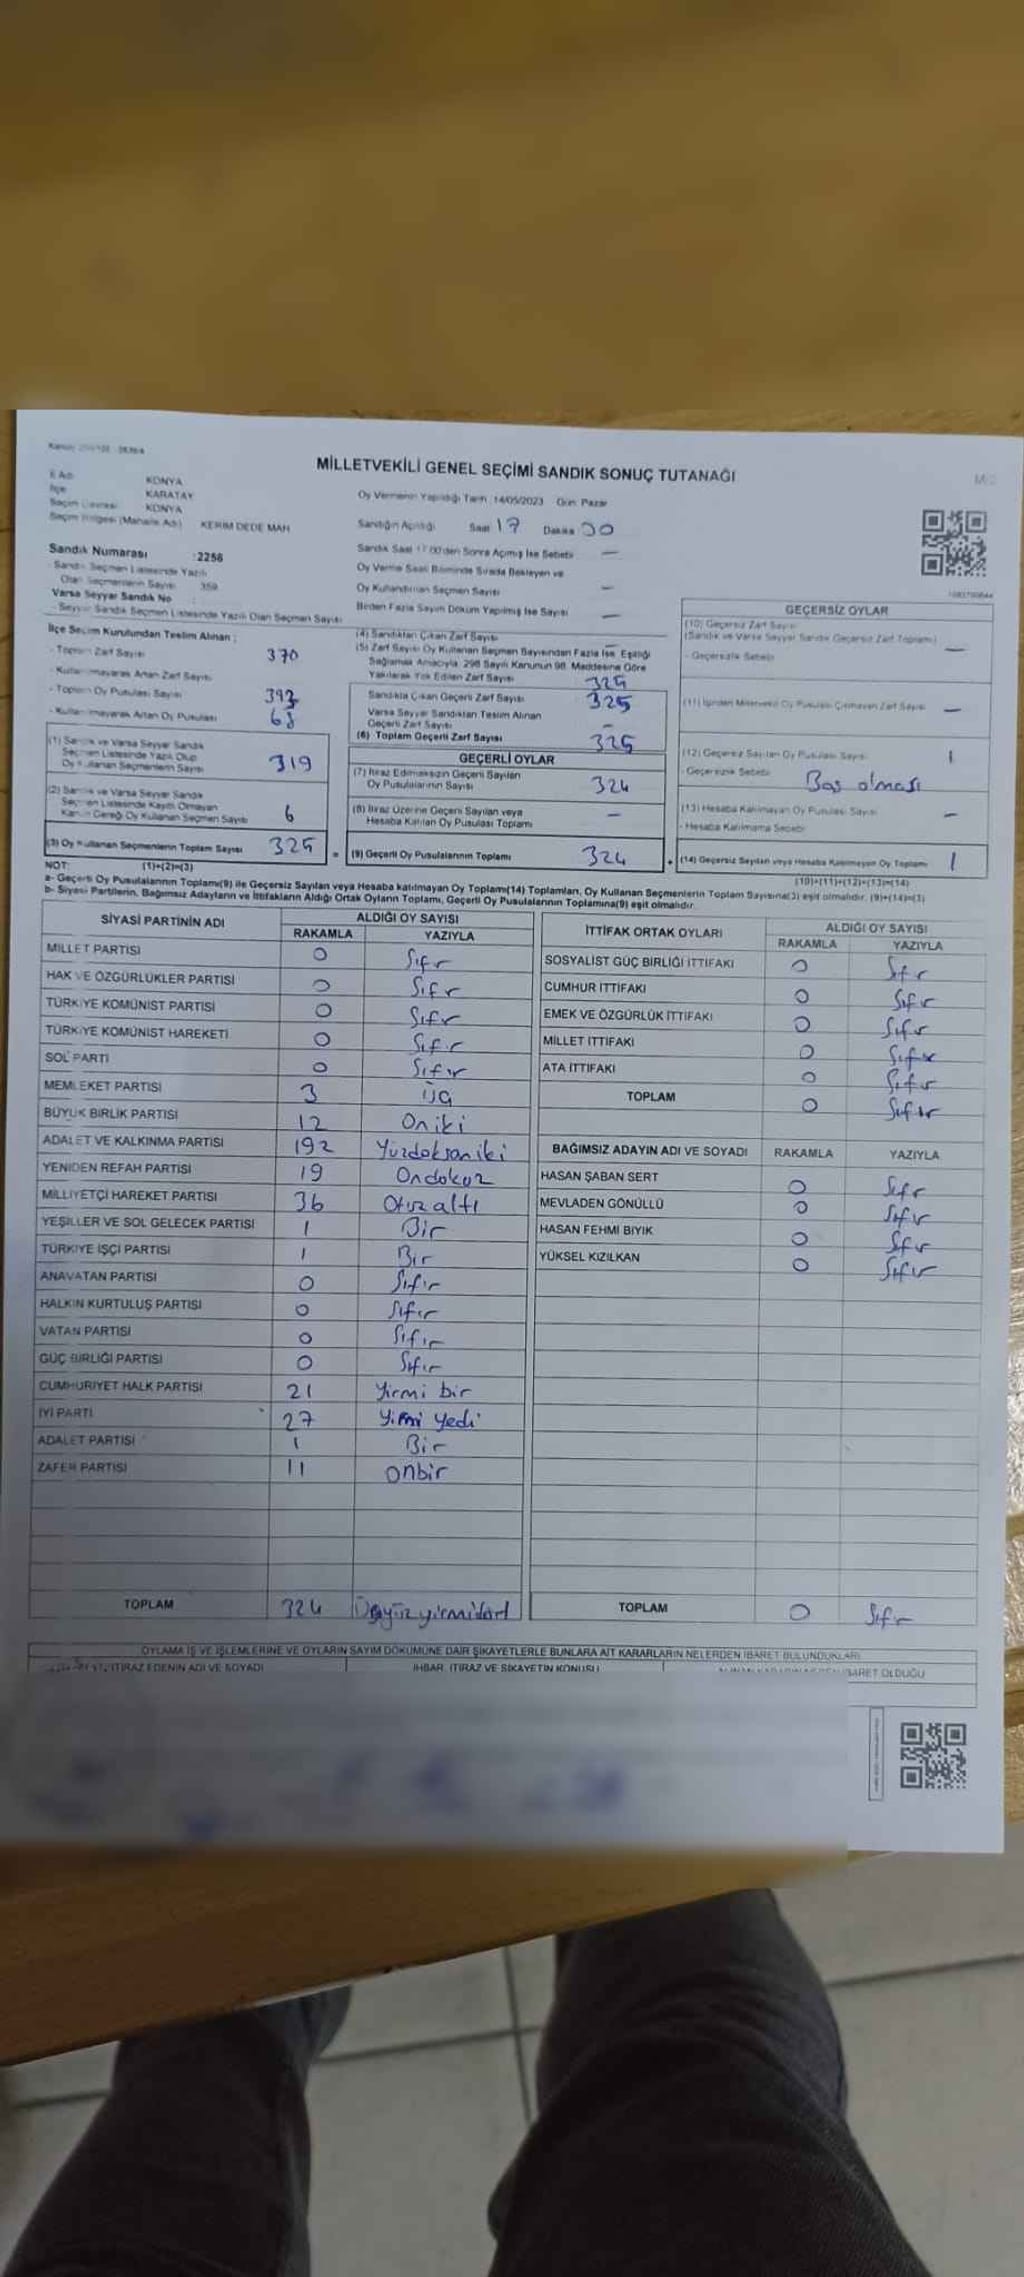 MİLLETVEKİLİ GENEL SEÇİMİ SANDIK SONUÇ TUTANAĞI
İl Adı KONYA
İlçe KARATAY
Seçim Çevresi KONYA
Seçim Bölgesi (Mahalle Adı) KERİM DEDE MAH
Sandık Numarası :2256
- Sandık Seçmen Listesinde Yazılı
Olan Seçmenlerin Sayısı 359
Varsa Seyyar Sandık No
- Seyyar Sandık Seçmen Listesinde Yazılı Olan Seçmen Sayısı
Oy Vermenin Yapıldığı Tarih 14/05/2023 Gün: Pazar
Sandığın Açıldığı Saat 17 Dakika 30
Sandık Saat 17:00'den Sonra Açımış İse Sebebi —
Oy Verme Saati Bitiminde Sırada Bekleyen ve
Oy Kullandırılan Seçmen Sayısı —
Birden Fazla Sayım Döküm Yapılmış İse Sayısı —
İlçe Seçim Kurulundan Teslim Alınan :
- Toplam Zarf Sayısı 370
- Kullanılmayarak Artan Zarf Sayısı
- Toplam Oy Pusulası Sayısı 393
- Kullanılmayarak Artan Oy Pusulası 68
(1) Sandık ve Varsa Seyyar Sandık
Seçmen Listesinde Yazılı Olup
Oy Kullanan Seçmenlerin Sayısı 319
(2) Sandık ve Varsa Seyyar Sandık
Seçmen Listesinde Kayıtlı Olmayan
Kanun Gereği Oy Kullanan Seçmen Sayısı 6
(3) Oy Kullanan Seçmenlerin Toplam Sayısı 325
(1)+(2)=(3)
(4) Sandıktan Çıkan Zarf Sayısı
(5) Zarf Sayısı Oy Kullanan Seçmen Sayısından Fazla İse, Eşitliği
Sağlamak Amacıyla, 298 Sayılı Kanunun 98. Maddesine Göre
Yakılarak Yok Edilen Zarf Sayısı 325
Sandıkta Çıkan Geçerli Zarf Sayısı 325
Varsa Seyyar Sandıktan Teslim Alınan
Geçerli Zarf Sayısı —
(6) Toplam Geçerli Zarf Sayısı 325
GEÇERLİ OYLAR
(7) İtiraz Edilmeksizin Geçerli Sayılan
Oy Pusulalarının Sayısı 324
(8) İtiraz Üzerine Geçerli Sayılan veya
Hesaba Katılan Oy Pusulası Toplamı —
= (9) Geçerli Oy Pusulalarının Toplamı 324
GEÇERSİZ OYLAR
(10) Geçersiz Zarf Sayısı
(Sandık ve Varsa Seyyar Sandık Geçersiz Zarf Toplamı) —
- Geçersizlik Sebebi
(11) İçinden Milletvekili Oy Pusulası Çıkmayan Zarf Sayısı —
(12) Geçersiz Sayılan Oy Pusulası Sayısı 1
- Geçersizlik Sebebi Boş olması
(13) Hesaba Katılmayan Oy Pusulası Sayısı —
- Hesaba Katılmama Sebebi
+ (14) Geçersiz Sayılan veya Hesaba Katılmayan Oy Toplamı 1
(10)+(11)+(12)+(13)=(14)
NOT:
a- Geçerli Oy Pusulalarının Toplamı(9) ile Geçersiz Sayılan veya Hesaba katılmayan Oy Toplamı(14) Toplamları, Oy Kullanan Seçmenlerin Toplam Sayısına(3) eşit olmalıdır. (9)+(14)=(3)
b- Siyasi Partilerin, Bağımsız Adayların ve İttifakların Aldığı Ortak Oyların Toplamı, Geçerli Oy Pusulalarının Toplamına(9) eşit olmalıdır.
SİYASİ PARTİNİN ADI ALDIĞI OY SAYISI
RAKAMLA YAZIYLA
MİLLET PARTİSİ 0 Sıfır
HAK VE ÖZGÜRLÜKLER PARTİSİ 0 Sıfır
TÜRKİYE KOMÜNİST PARTİSİ 0 Sıfır
TÜRKİYE KOMÜNİST HAREKETİ 0 Sıfır
SOL PARTİ 0 Sıfır
MEMLEKET PARTİSİ 3 Üç
BÜYÜK BİRLİK PARTİSİ 12 Oniki
ADALET VE KALKINMA PARTİSİ 192 Yüzdoksaniki
YENİDEN REFAH PARTİSİ 19 Ondokuz
MİLLİYETÇİ HAREKET PARTİSİ 36 Otuzaltı
YEŞİLLER VE SOL GELECEK PARTİSİ 1 Bir
TÜRKİYE İŞÇİ PARTİSİ 1 Bir
ANAVATAN PARTİSİ 0 Sıfır
HALKIN KURTULUŞ PARTİSİ 0 Sıfır
VATAN PARTİSİ 0 Sıfır
GÜÇ BİRLİĞİ PARTİSİ 0 Sıfır
CUMHURİYET HALK PARTİSİ 21 Yirmi bir
İYİ PARTİ 27 Yirmi yedi
ADALET PARTİSİ 1 Bir
ZAFER PARTİSİ 11 onbir
TOPLAM 324 Üçyüzyirmidört
İTTİFAK ORTAK OYLARI ALDIĞI OY SAYISI
RAKAMLA YAZIYLA
SOSYALİST GÜÇ BİRLİĞİ İTTİFAKI 0 Sıfır
CUMHUR İTTİFAKI 0 Sıfır
EMEK VE ÖZGÜRLÜK İTTİFAKI 0 Sıfır
MİLLET İTTİFAKI 0 Sıfır
ATA İTTİFAKI 0 Sıfır
TOPLAM 0 Sıfır
BAĞIMSIZ ADAYIN ADI VE SOYADI RAKAMLA YAZIYLA
HASAN ŞABAN SERT 0 Sıfır
MEVLADEN GÖNÜLLÜ 0 Sıfır
HASAN FEHMİ BIYIK 0 Sıfır
YÜKSEL KIZILKAN 0 Sıfır
TOPLAM 0 Sıfır
OYLAMA İŞ VE İŞLEMLERİNE VE OYLARIN SAYIM DÖKÜMÜNE DAİR ŞİKAYETLERLE BUNLARA AİT KARARLARIN NELERDEN İBARET BULUNDUKLARI
İTİRAZ EDENİN ADI VE SOYADI İHBAR, İTİRAZ VE ŞİKAYETİN KONUSU İBARET OLDUĞU